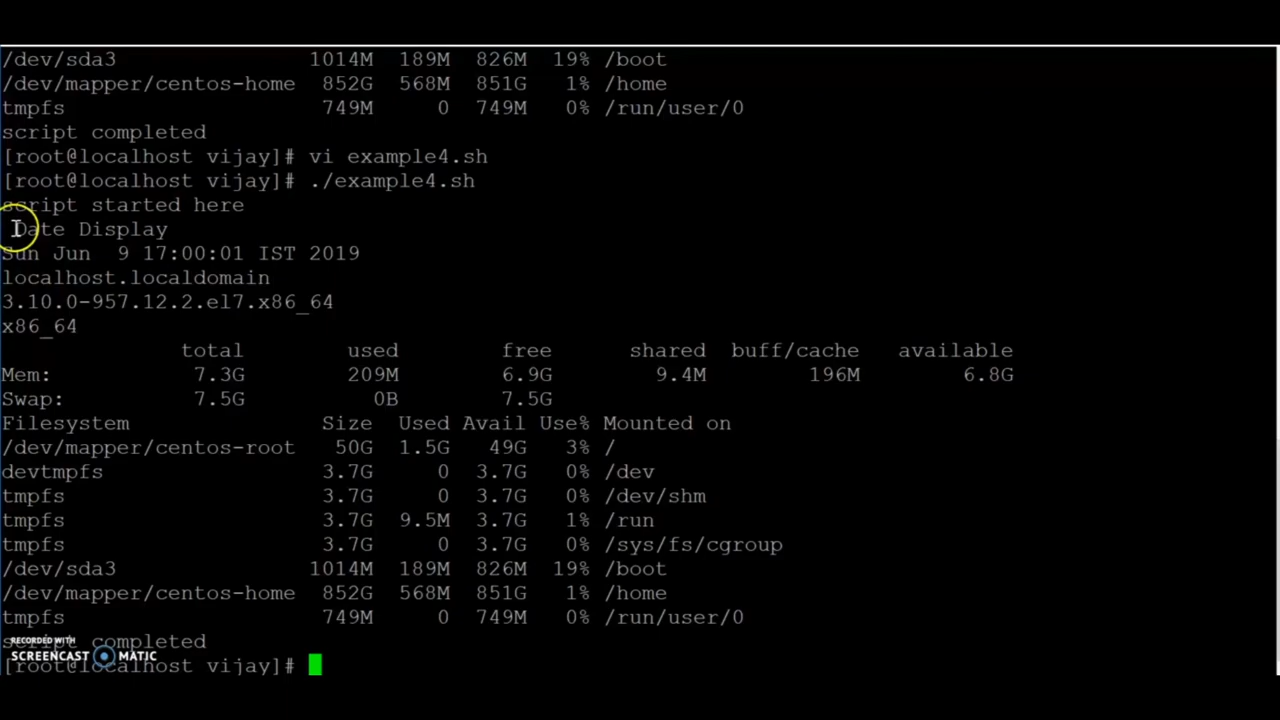 /dev/sda3 1014M 189M 826M 19% /boot
/dev/mapper/centos-home 852G 568M 851G 1% /home
tmpfs 749M 0 749M 0% /run/user/0
script completed
[root@localhost vijay]# vi example4.sh
[root@localhost vijay]# ./example4.sh
script started here
Date Display
Sun Jun  9 17:00:01 IST 2019
localhost.localdomain
3.10.0-957.12.2.el7.x86_64
x86_64
total used free shared buff/cache available
Mem: 7.3G 209M 6.9G 9.4M 196M 6.8G
Swap: 7.5G 0B 7.5G
Filesystem Size Used Avail Use% Mounted on
/dev/mapper/centos-root 50G 1.5G 49G 3% /
devtmpfs 3.7G 0 3.7G 0% /dev
tmpfs 3.7G 0 3.7G 0% /dev/shm
tmpfs 3.7G 9.5M 3.7G 1% /run
tmpfs 3.7G 0 3.7G 0% /sys/fs/cgroup
/dev/sda3 1014M 189M 826M 19% /boot
/dev/mapper/centos-home 852G 568M 851G 1% /home
tmpfs 749M 0 749M 0% /run/user/0
script completed
RECORDED WITH
SCREENCAST MATIC
[root@localhost vijay]#